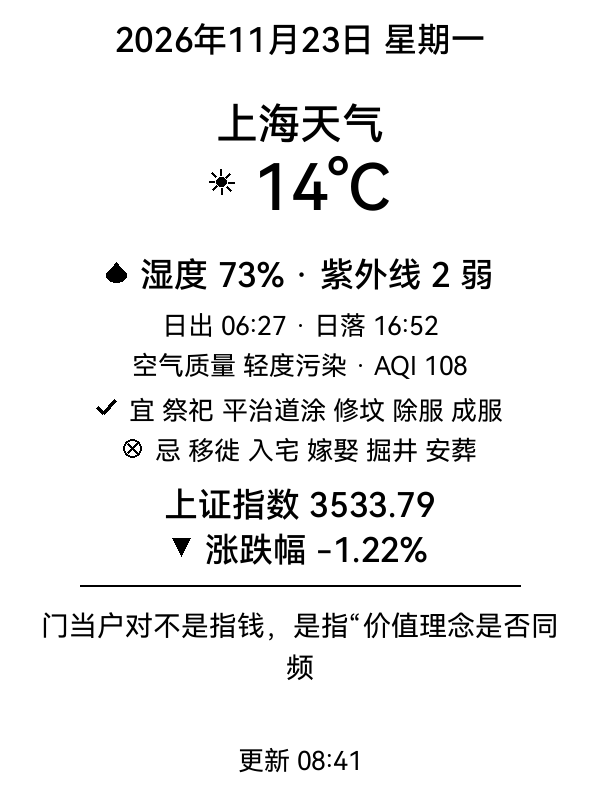 2026年11月23日 星期一
上海天气
14°C
湿度 73% · 紫外线 2 弱
日出 06:27 · 日落 16:52
空气质量 轻度污染 · AQI 108
宜 祭祀 平治道涂 修坟 除服 成服
忌 移徙 入宅 嫁娶 掘井 安葬
上证指数 3533.79
▼ 涨跌幅 -1.22%
门当户对不是指钱，是指“价值理念是否同
频
更新 08:41